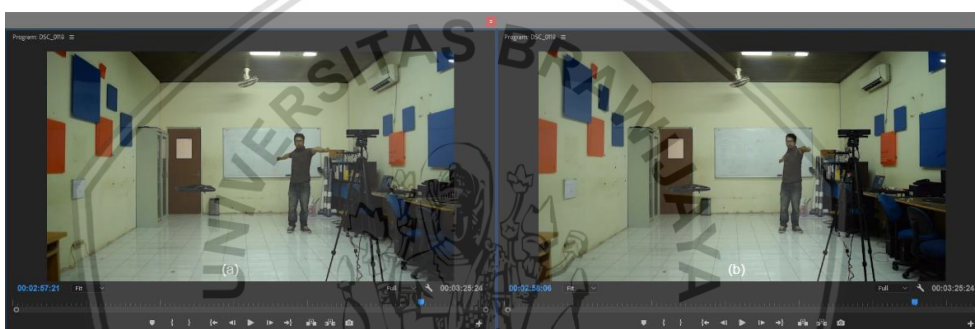 UNIVERSITAS BRAWIJAYA
Program: DSC_0116
Program: DSC_0116
(a)
(b)
00:02:57:21
Fit
Full
00:03:25:24
00:02:58:06
Fit
Full
00:03:25:24